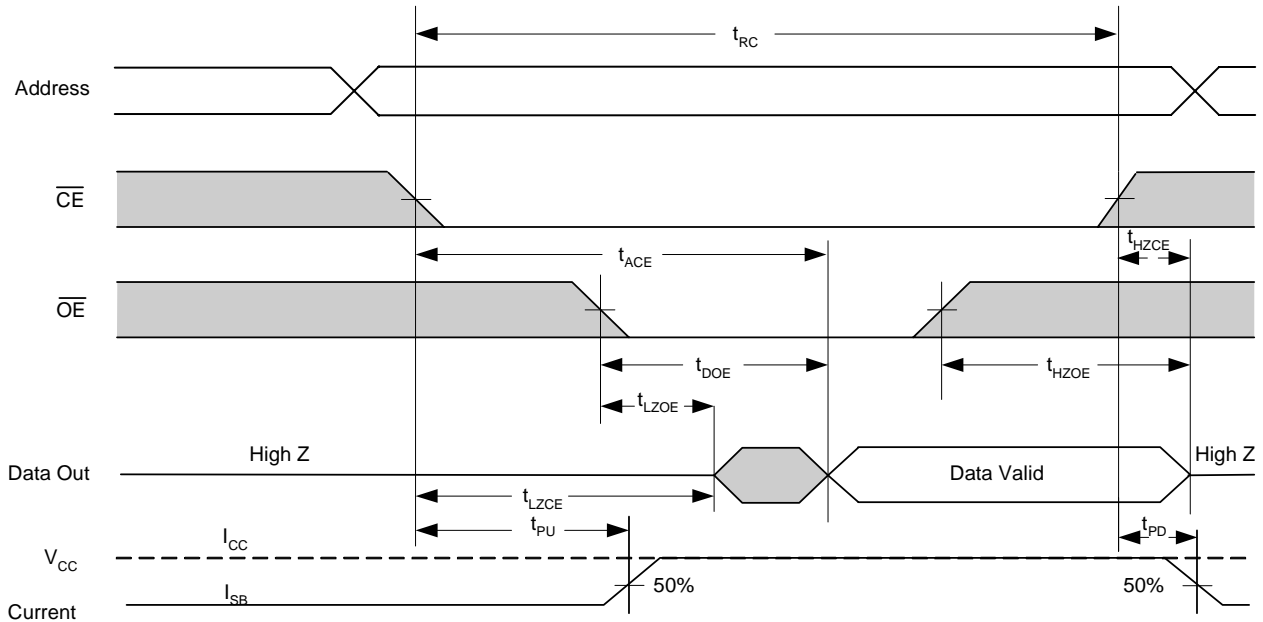 tRC
Address
CE
tHZCE
tACE
OE
tDOE
tHZOE
tLZOE
High Z
High Z
Data Out
Data Valid
tLZCE
tPU
tPD
ICC
VCC
50%
50%
ISB
Current